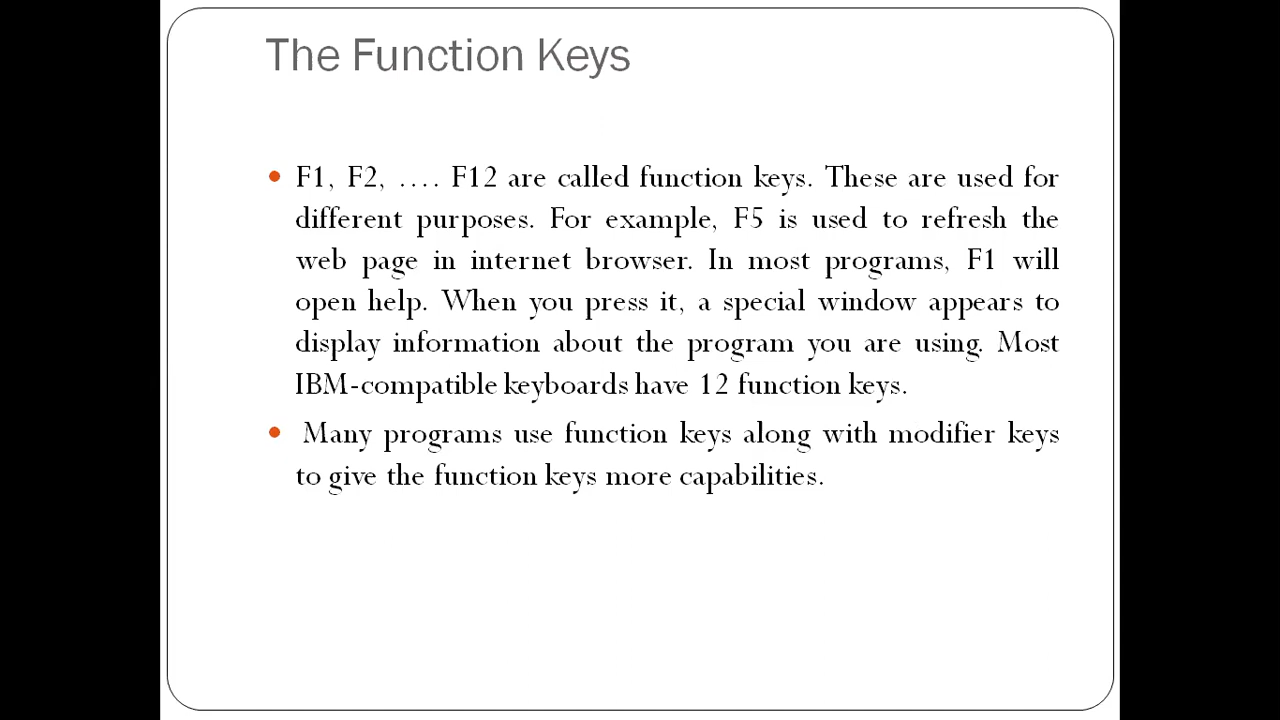 The Function Keys
F1, F2, .... F12 are called function keys. These are used for
different purposes. For example, F5 is used to refresh the
web page in internet browser. In most programs, F1 will
open help. When you press it, a special window appears to
display information about the program you are using. Most
IBM-compatible keyboards have 12 function keys.
Many programs use function keys along with modifier keys
to give the function keys more capabilities.